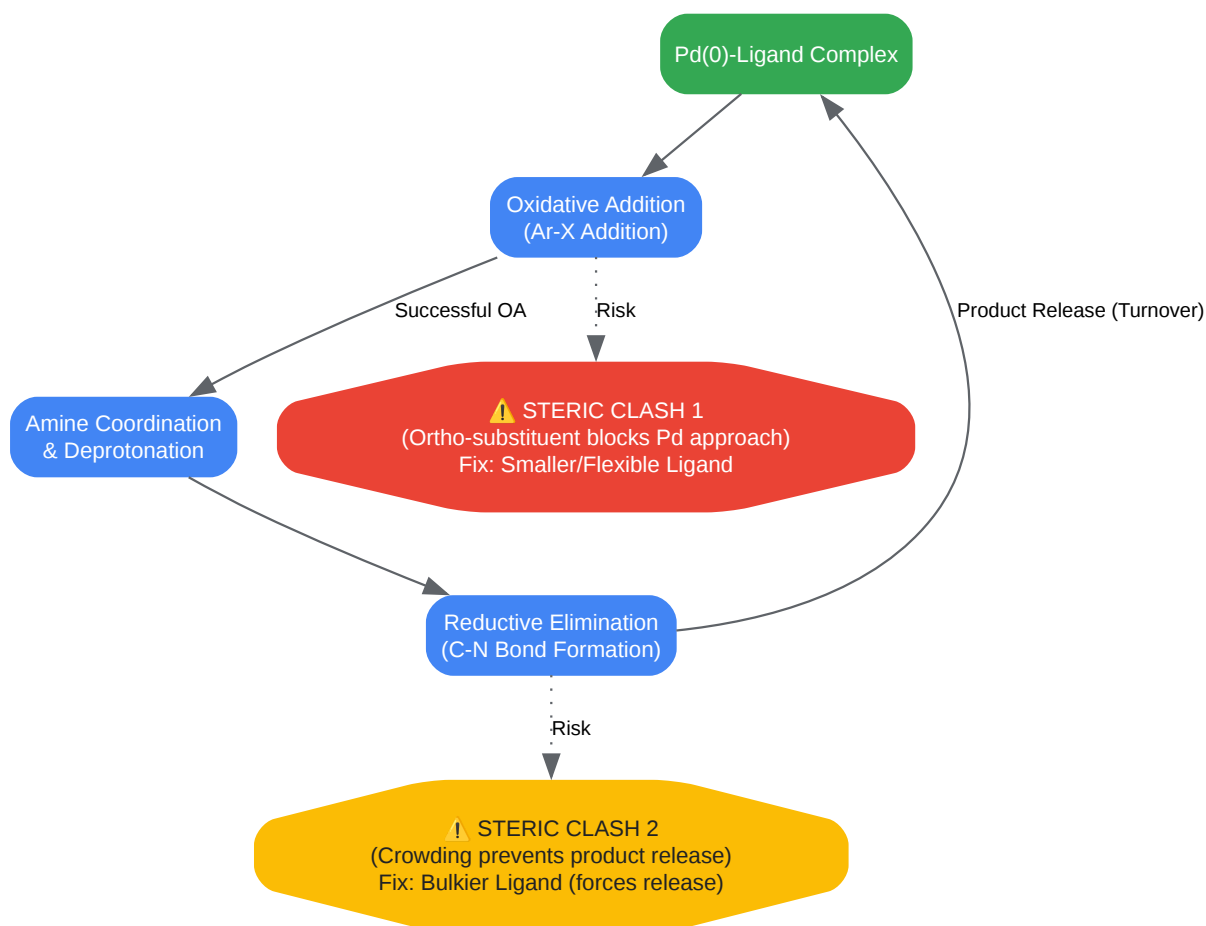 Pd(0)-Ligand Complex
Oxidative Addition
(Ar-X Addition)
Successful OA
Risk
Product Release (Turnover)
⚠️ STERIC CLASH 1
(Ortho-substituent blocks Pd approach)
Fix: Smaller/Flexible Ligand
Amine Coordination
& Deprotonation
Reductive Elimination
(C-N Bond Formation)
Risk
⚠️ STERIC CLASH 2
(Crowding prevents product release)
Fix: Bulkier Ligand (forces release)